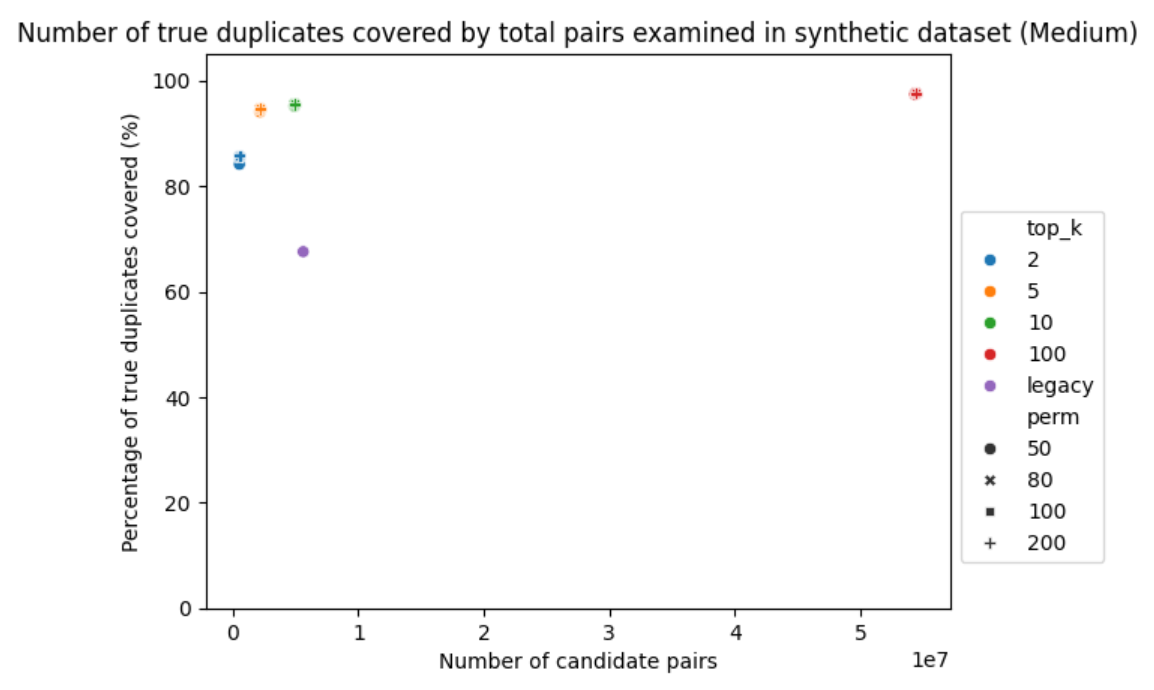 Number of true duplicates covered by total pairs examined in synthetic dataset (Medium)
Percentage of true duplicates covered (%)
100
80
60
40
20
0
0 1 2 3 4 5
1e7
Number of candidate pairs
top_k
2
5
10
100
legacy
perm
50
80
100
200